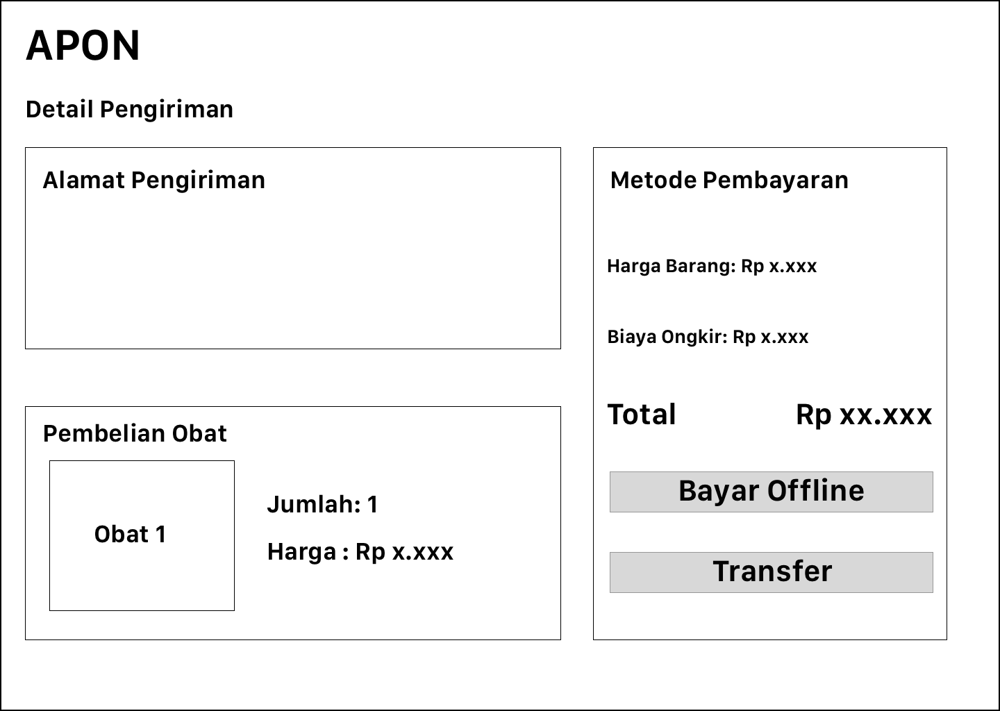 APON
Detail Pengiriman
Alamat Pengiriman
Pembelian Obat
Obat 1
Jumlah: 1
Harga : Rp x.xxx
Metode Pembayaran
Harga Barang: Rp x.xxx
Biaya Ongkir: Rp x.xxx
Total Rp xx.xxx
Bayar Offline
Transfer